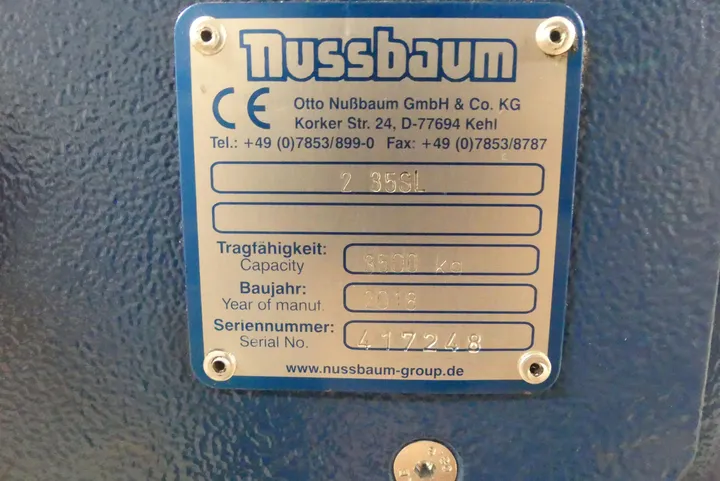 Nussbaum
CE
Otto Nußbaum GmbH & Co. KG
Korker Str. 24, D-77694 Kehl
Tel.: +49 (0)7853/899-0 Fax: +49 (0)7853/8787
2 35SL
Tragfähigkeit:
Capacity
3500 kg
Baujahr:
Year of manuf.
2018
Seriennummer:
Serial No.
417248
www.nussbaum-group.de